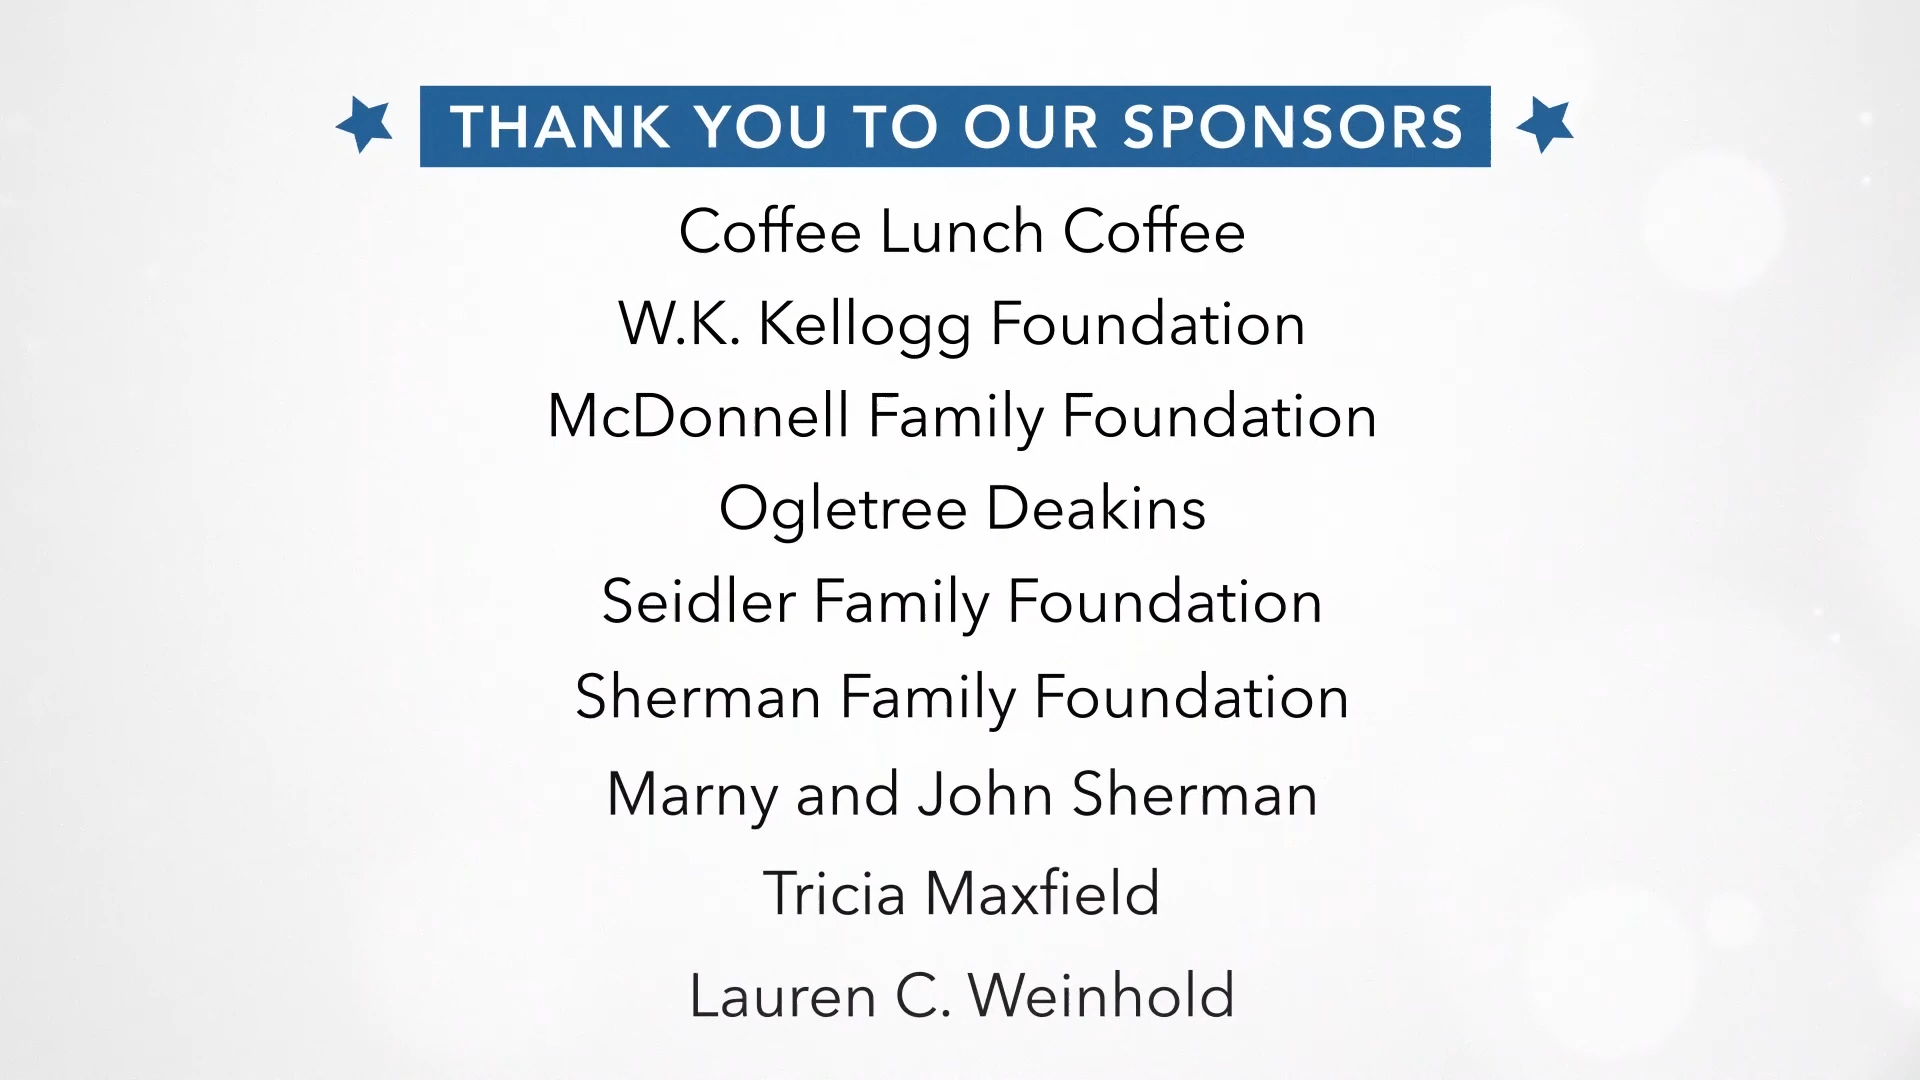 THANK YOU TO OUR SPONSORS
Coffee Lunch Coffee
W.K. Kellogg Foundation
McDonnell Family Foundation
Ogletree Deakins
Seidler Family Foundation
Sherman Family Foundation
Marny and John Sherman
Tricia Maxfield
Lauren C. Weinhold